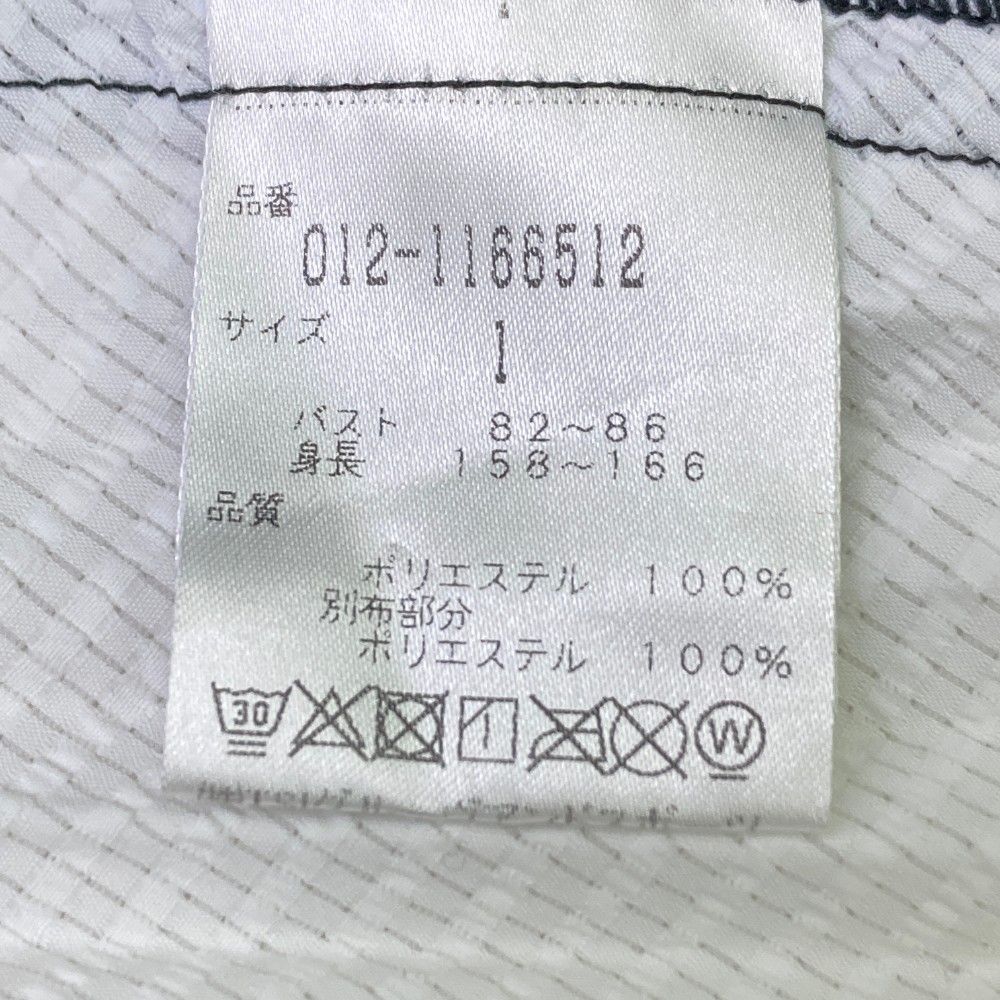 品番
012-1166512
サイズ
1
バスト 82～86
身長 158～166
品質
ポリエステル 100%
別布部分
ポリエステル 100%
30 W